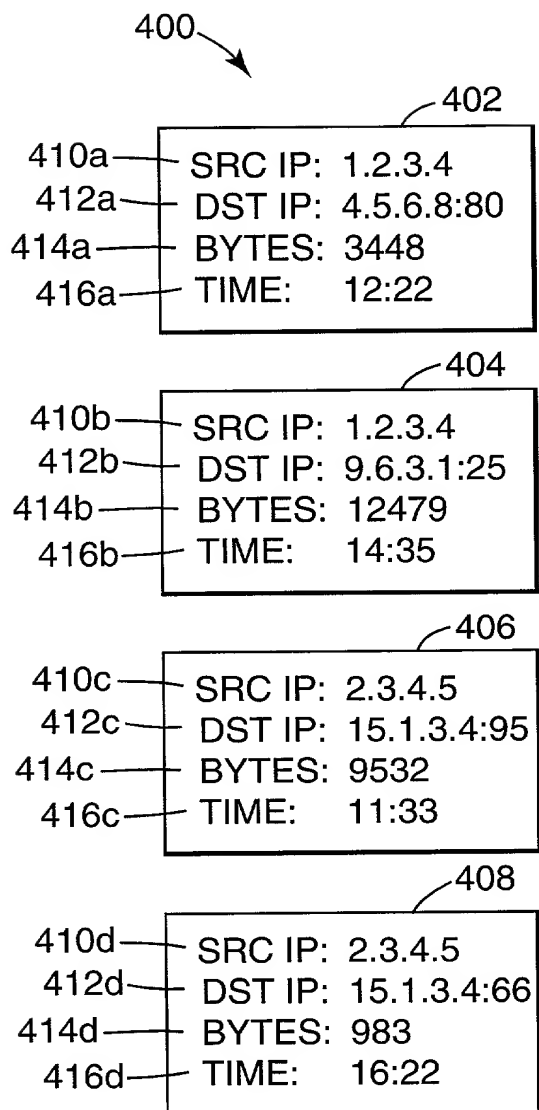 400
402
410a SRC IP: 1.2.3.4
412a DST IP: 4.5.6.8:80
414a BYTES: 3448
416a TIME: 12:22
404
410b SRC IP: 1.2.3.4
412b DST IP: 9.6.3.1:25
414b BYTES: 12479
416b TIME: 14:35
406
410c SRC IP: 2.3.4.5
412c DST IP: 15.1.3.4:95
414c BYTES: 9532
416c TIME: 11:33
408
410d SRC IP: 2.3.4.5
412d DST IP: 15.1.3.4:66
414d BYTES: 983
416d TIME: 16:22